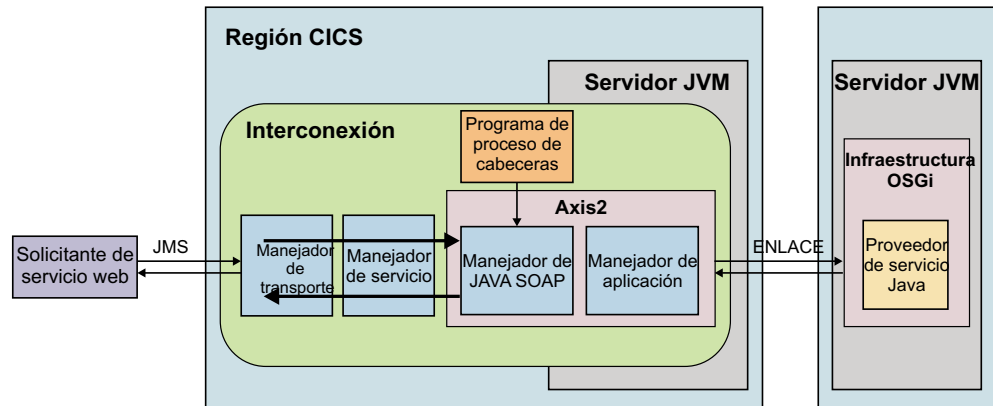 Región CICS
Servidor JVM
Servidor JVM
Interconexión
Programa de
proceso de
cabeceras
Infraestructura
OSGi
Axis2
Solicitante de
servicio web
JMS
Manejador
de
transporte
Manejador
de servicio
Manejador de
JAVA SOAP
Manejador de
aplicación
ENLACE
Proveedor
de servicio
Java